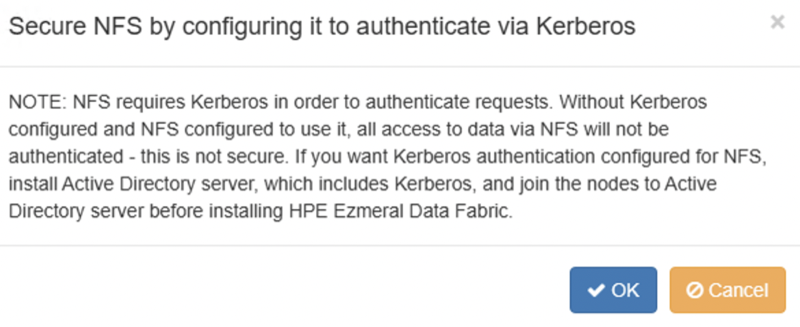 Secure NFS by configuring it to authenticate via Kerberos
×
NOTE: NFS requires Kerberos in order to authenticate requests. Without Kerberos
configured and NFS configured to use it, all access to data via NFS will not be
authenticated - this is not secure. If you want Kerberos authentication configured for NFS,
install Active Directory server, which includes Kerberos, and join the nodes to Active
Directory server before installing HPE Ezmeral Data Fabric.
OK
Cancel